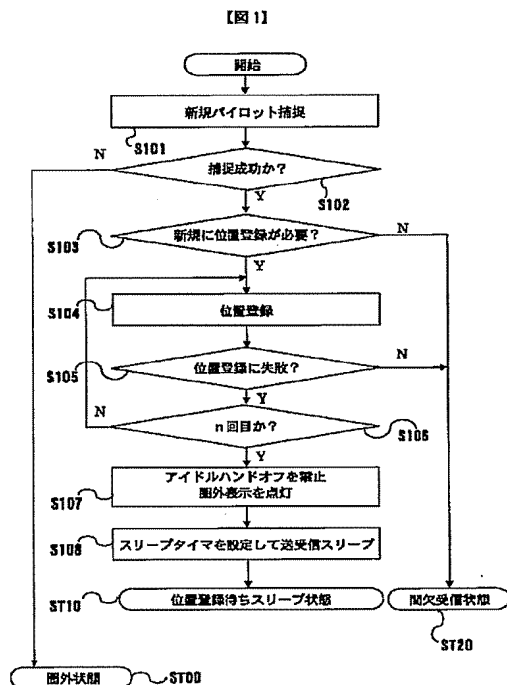 【図1】
開始
新規パイロット捕捉
S101
N
捕捉成功か?
S102
Y
新規に位置登録が必要?
N
S103
Y
S104
位置登録
位置登録に失敗?
N
S105
Y
N
n回目か?
S106
Y
アイドルハンドオフを禁止
圏外表示を点灯
S107
スリープタイマを設定して送受信スリープ
S108
ST10
位置登録待ちスリープ状態
間欠受信状態
ST20
圏外状態
ST00